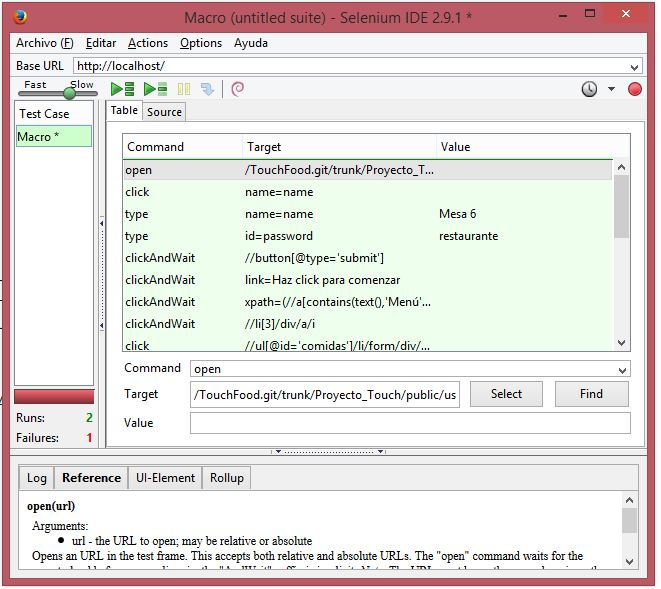 Macro (untitled suite) - Selenium IDE 2.9.1 *
Archivo (F) Editar Actions Options Ayuda
Base URL http://localhost/
Fast Slow
Test Case
Macro *
Table Source
Command Target Value
open /TouchFood.git/trunk/Proyecto_T...
click name=name
type name=name Mesa 6
type id=password restaurante
clickAndWait //button[@type='submit']
clickAndWait link=Haz click para comenzar
clickAndWait xpath=(//a[contains(text(),'Menú'...
clickAndWait //li[3]/div/a/i
click //ul[@id='comidas']/li/form/div/...
Command open
Target /TouchFood.git/trunk/Proyecto_Touch/public/us Select Find
Value
Runs: 2
Failures: 1
Log Reference UI-Element Rollup
open(url)
Arguments:
● url - the URL to open; may be relative or absolute
Opens an URL in the test frame. This accepts both relative and absolute URLs. The "open" command waits for the